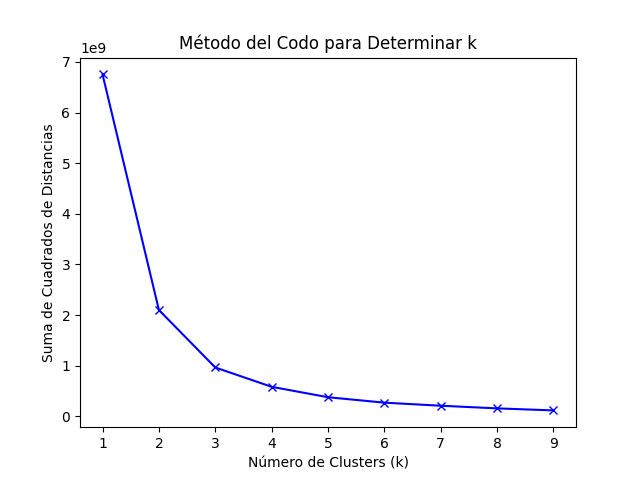 Método del Codo para Determinar k
1e9
7
6
5
4
3
2
1
0
Suma de Cuadrados de Distancias
1 2 3 4 5 6 7 8 9
Número de Clusters (k)